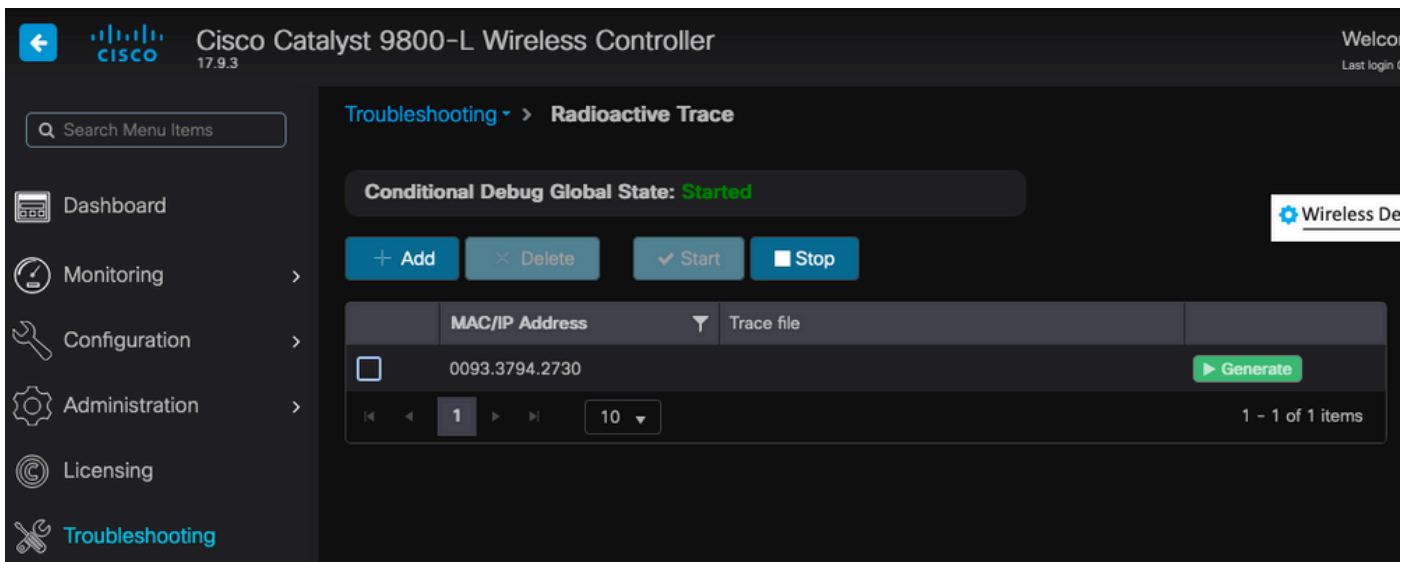 CISCO
Cisco Catalyst 9800-L Wireless Controller
17.9.3
Last login
Search Menu Items
Troubleshooting > Radioactive Trace
Conditional Debug Global State: Started
Dashboard
Wireless
+ Add × Delete Start Stop
Monitoring
MAC/IP Address Trace file
Configuration
0093.3794.2730 Generate
Administration
1 10 1 - 1 of 1 items
Licensing
Troubleshooting